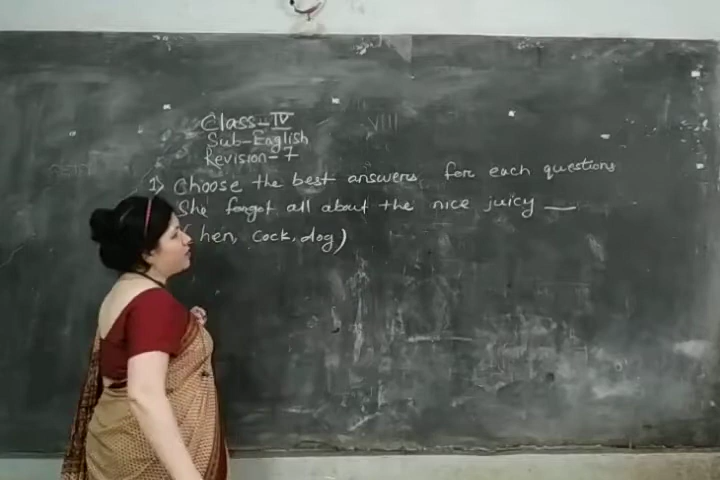 Class-IV
Sub-English
Revision-7
VIII
1) Choose the best answers for each questions
She forgot all about the nice juicy —
(hen, cock, dog)